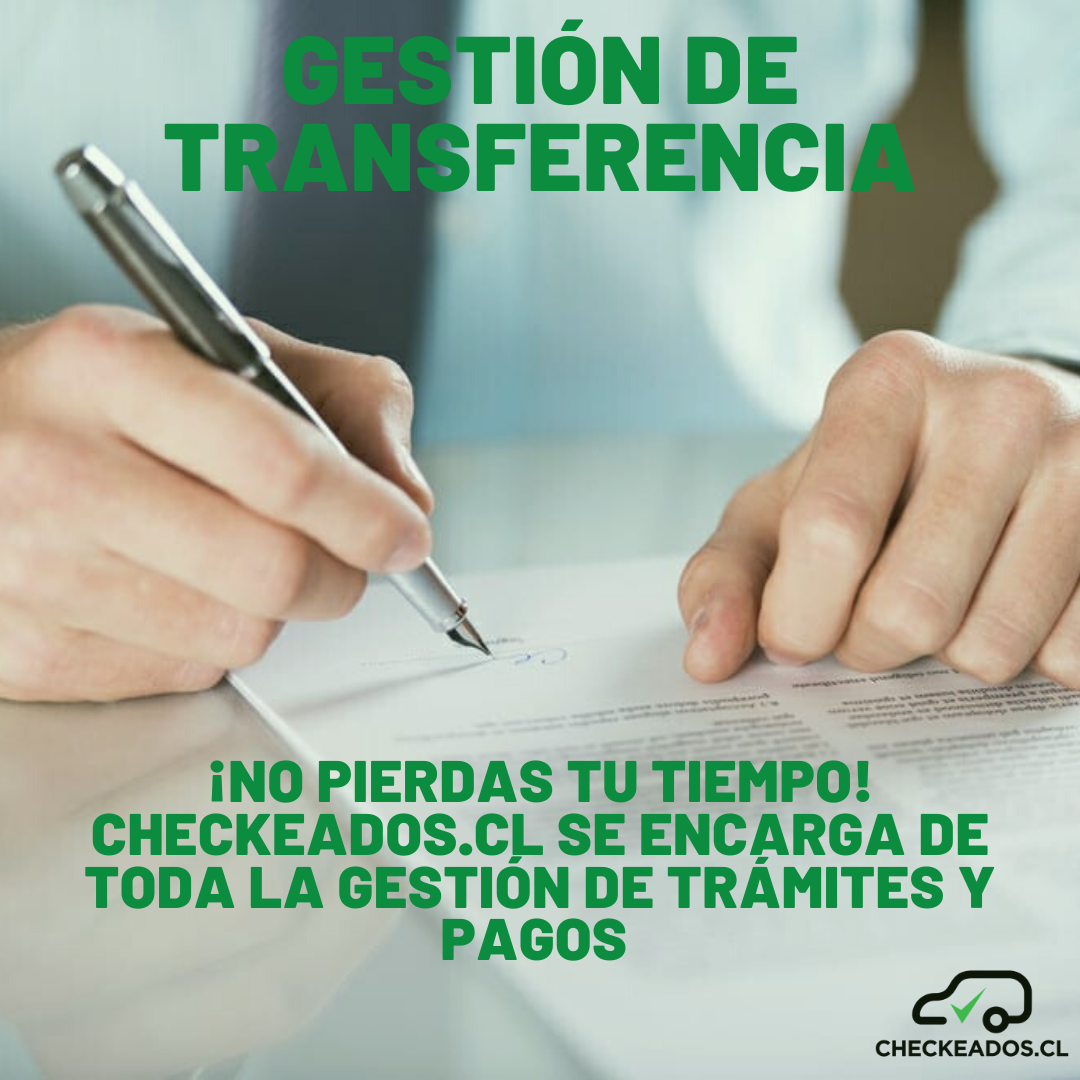 GESTIÓN DE
TRANSFERENCIA
¡NO PIERDAS TU TIEMPO!
CHECKEADOS.CL SE ENCARGA DE
TODA LA GESTIÓN DE TRÁMITES Y
PAGOS
CHECKEADOS.CL